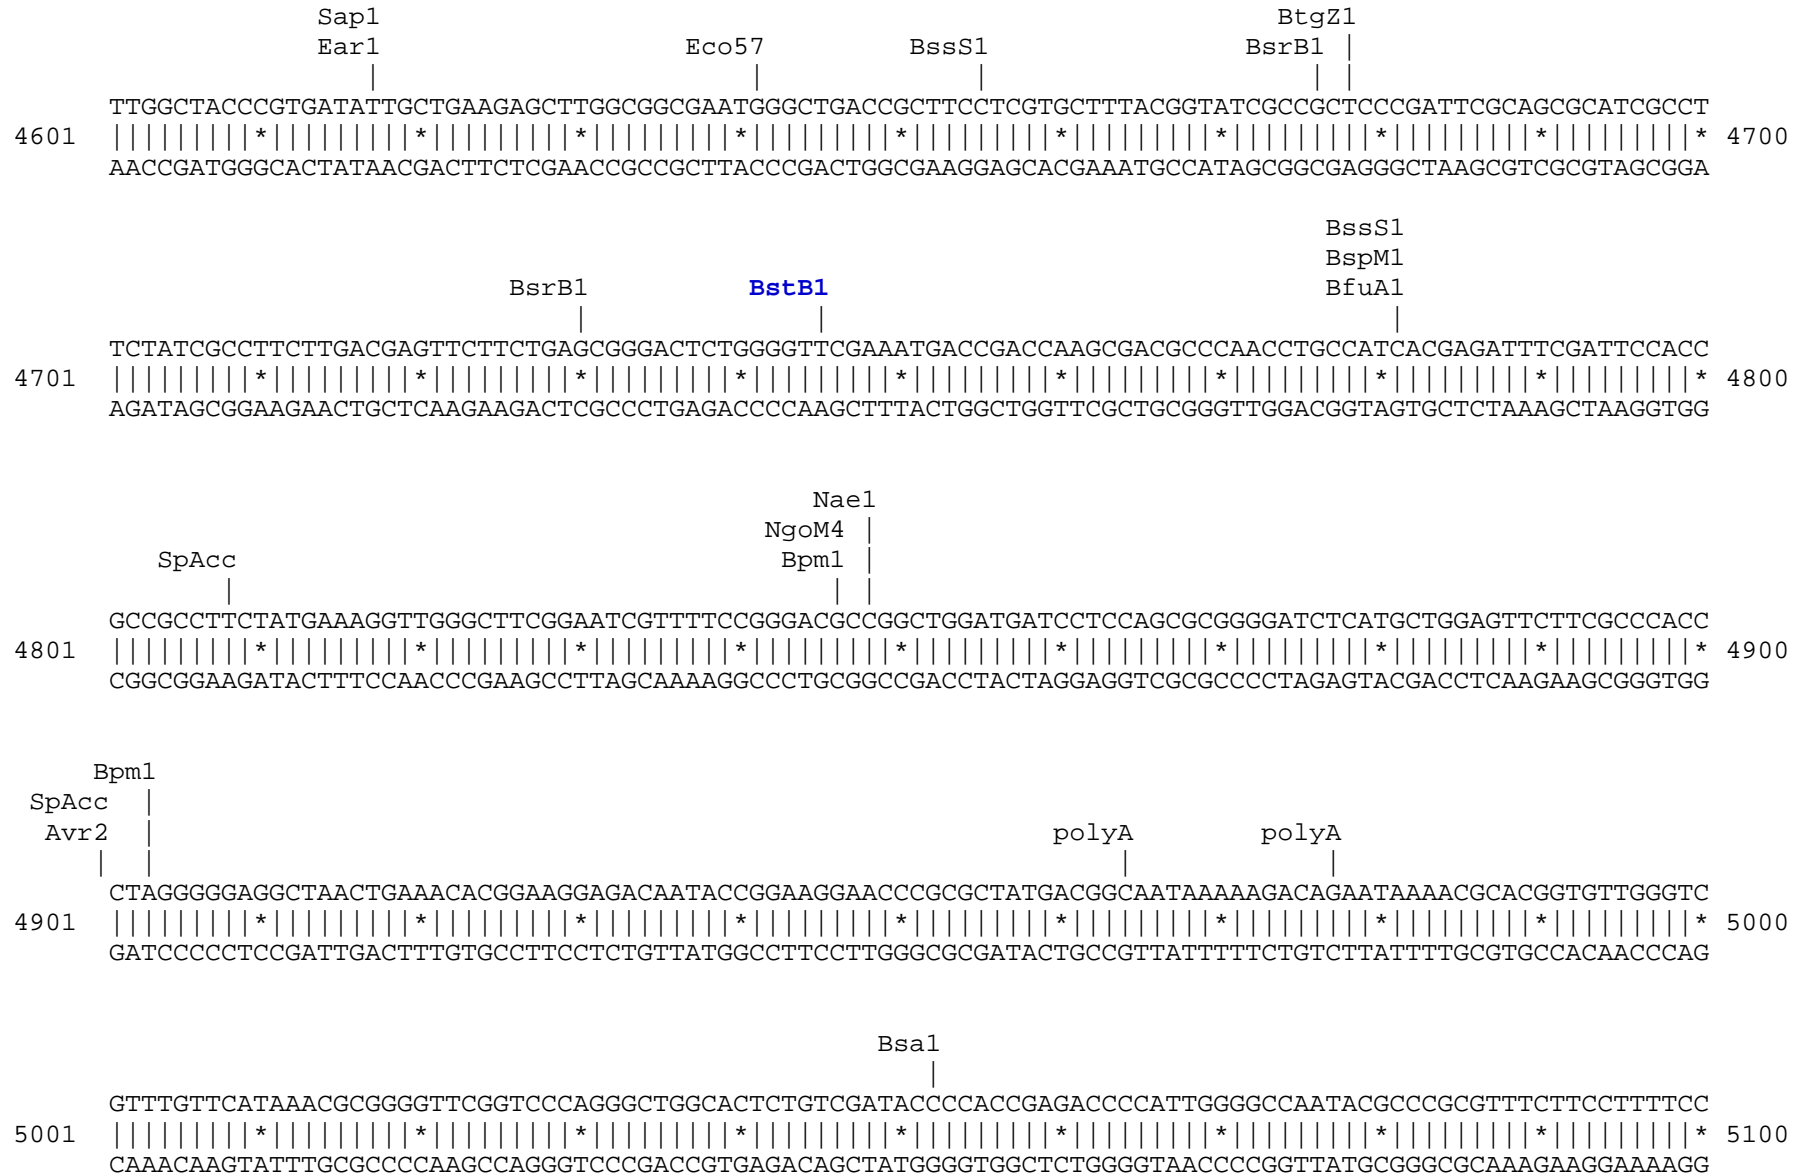 Sap1 BtgZ1
Ear1 Eco57 BssS1 BsrB1 |
| | | | |
TTGGCTACCCGTGATATTGCTGAAGAGCTTGGCGGCGAATGGGCTGACCGCTTCCTCGTGCTTTACGGTATCGCCGCTCCCGATTCGCAGCGCATCGCCT
4601 |||||||||*|||||||||*|||||||||*|||||||||*|||||||||*|||||||||*|||||||||*|||||||||*|||||||||*|||||||||* 4700
AACCGATGGGCACTATAACGACTTCTCGAACCGCCGCTTACCCGACTGGCGAAGGAGCACGAAATGCCATAGCGGCGAGGGCTAAGCGTCGCGTAGCGGA
BssS1
BspM1
BsrB1 BstB1 BfuA1
| | |
TCTATCGCCTTCTTGACGAGTTCTTCTGAGCGGGACTCTGGGGTTCGAAATGACCGACCAAGCGACGCCCAACCTGCCATCACGAGATTTCGATTCCACC
4701 |||||||||*|||||||||*|||||||||*|||||||||*|||||||||*|||||||||*|||||||||*|||||||||*|||||||||*|||||||||* 4800
AGATAGCGGAAGAACTGCTCAAGAAGACTCGCCCTGAGACCCCAAGCTTTACTGGCTGGTTCGCTGCGGGTTGGACGGTAGTGCTCTAAAGCTAAGGTGG
Nae1
NgoM4 |
SpAcc Bpm1 |
| | |
GCCGCCTTCTATGAAAGGTTGGGCTTCGGAATCGTTTTCCGGGACGCCGGCTGGATGATCCTCCAGCGCGGGGATCTCATGCTGGAGTTCTTCGCCCACC
4801 |||||||||*|||||||||*|||||||||*|||||||||*|||||||||*|||||||||*|||||||||*|||||||||*|||||||||*|||||||||* 4900
CGGCGGAAGATACTTTCCAACCCGAAGCCTTAGCAAAAGGCCCTGCGGCCGACCTACTAGGAGGTCGCGCCCCTAGAGTACGACCTCAAGAAGCGGGTGG
Bpm1
SpAcc |
Avr2 | polyA polyA
| | | |
CTAGGGGGAGGCTAACTGAAACACGGAAGGAGACAATACCGGAAGGAACCCGCGCTATGACGGCAATAAAAAGACAGAATAAAACGCACGGTGTTGGGTC
4901 |||||||||*|||||||||*|||||||||*|||||||||*|||||||||*|||||||||*|||||||||*|||||||||*|||||||||*|||||||||* 5000
GATCCCCCTCCGATTGACTTTGTGCCTTCCTCTGTTATGGCCTTCCTTGGGCGCGATACTGCCGTTATTTTTCTGTCTTATTTTGCGTGCCACAACCCAG
Bsa1
|
GTTTGTTCATAAACGCGGGGTTCGGTCCCAGGGCTGGCACTCTGTCGATACCCCACCGAGACCCCATTGGGGCCAATACGCCCGCGTTTCTTCCTTTTCC
5001 |||||||||*|||||||||*|||||||||*|||||||||*|||||||||*|||||||||*|||||||||*|||||||||*|||||||||*|||||||||* 5100
CAAACAAGTATTTGCGCCCCAAGCCAGGGTCCCGACCGTGAGACAGCTATGGGGTGGCTCTGGGGTAACCCCGGTTATGCGGGCGCAAAGAAGGAAAAGG